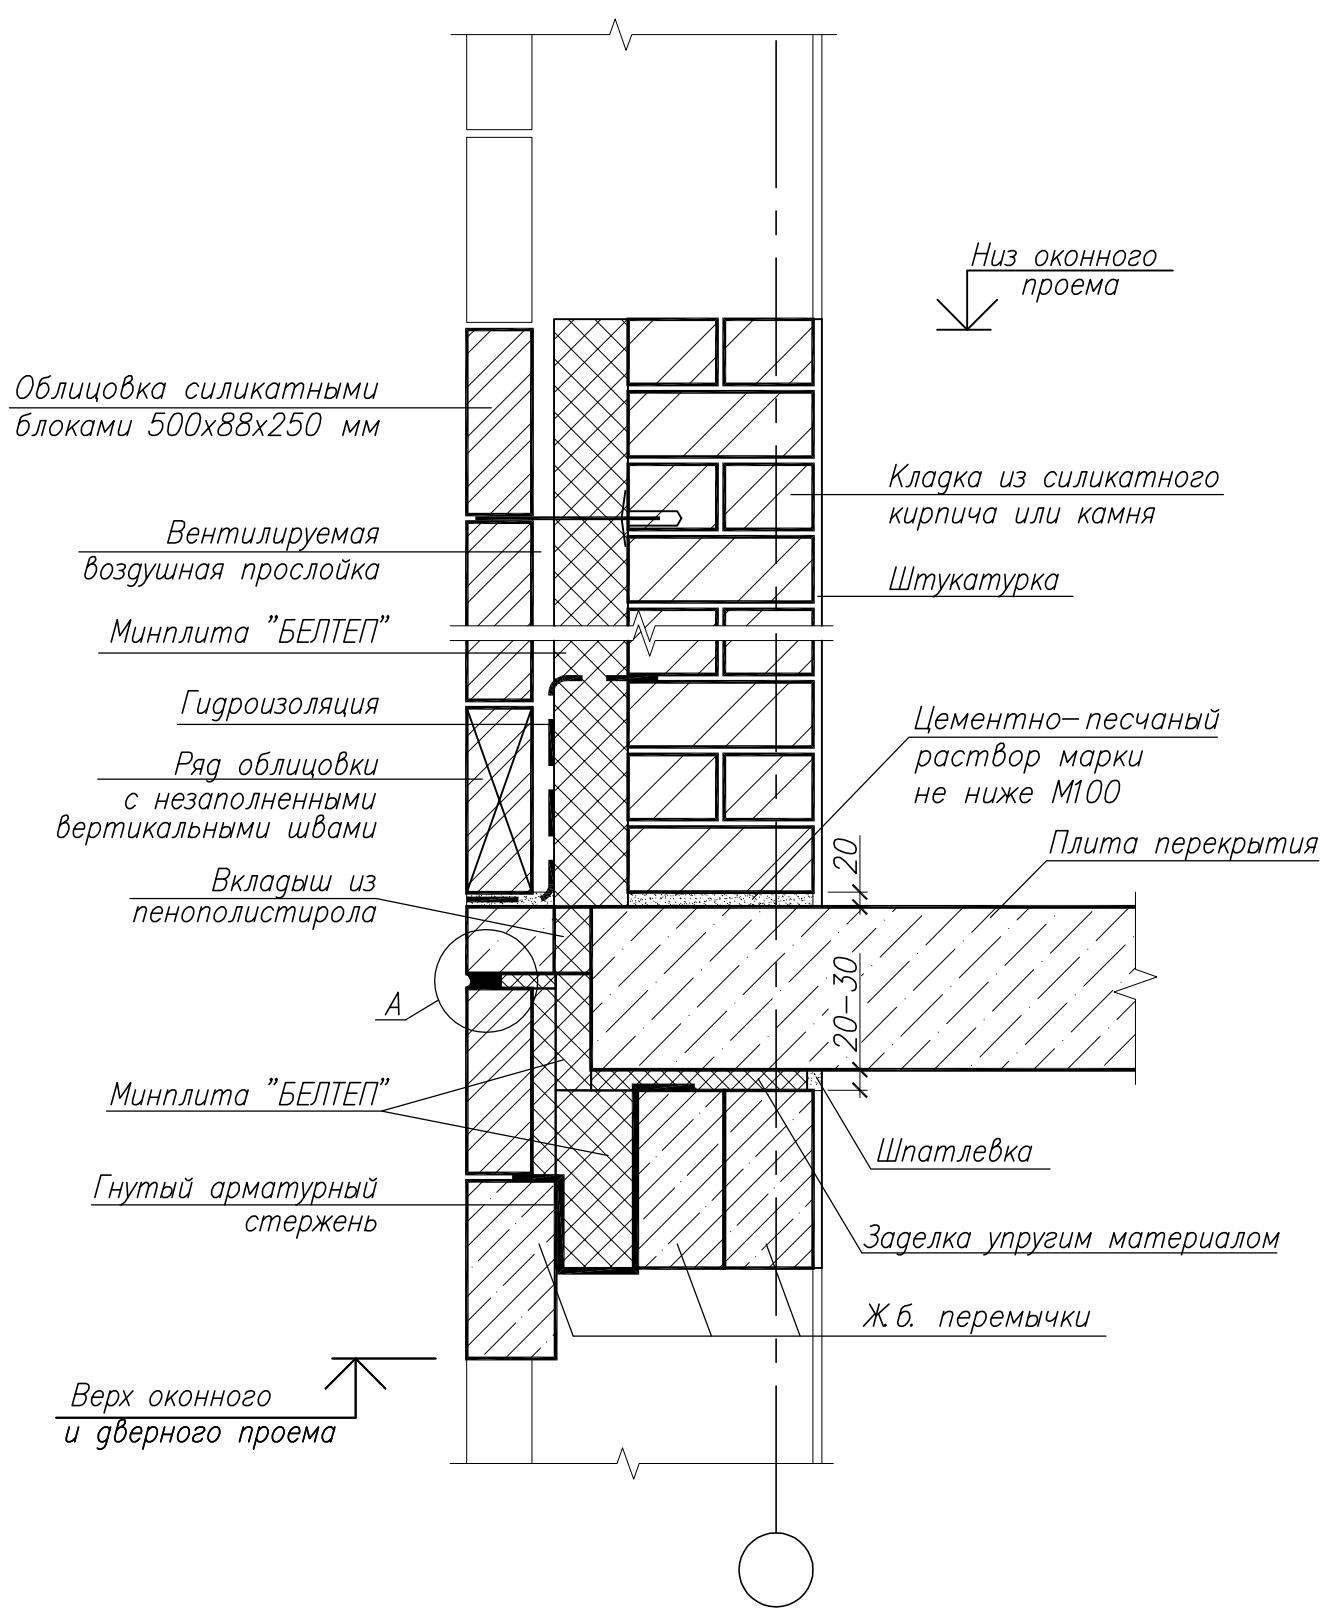 Низ оконного
проема
Облицовка силикатными
блоками 500х88х250 мм
Кладка из силикатного
кирпича или камня
Вентилируемая
воздушная прослойка
Штукатурка
Минплита "БЕЛТЕП"
Гидроизоляция
Цементно-песчаный
раствор марки
не ниже М100
Ряд облицовки
с незаполненными
вертикальными швами
20
Плита перекрытия
Вкладыш из
пенополистирола
20-30
А
Минплита "БЕЛТЕП"
Шпатлевка
Гнутый арматурный
стержень
Заделка упругим материалом
Ж.б. перемычки
Верх оконного
и дверного проема